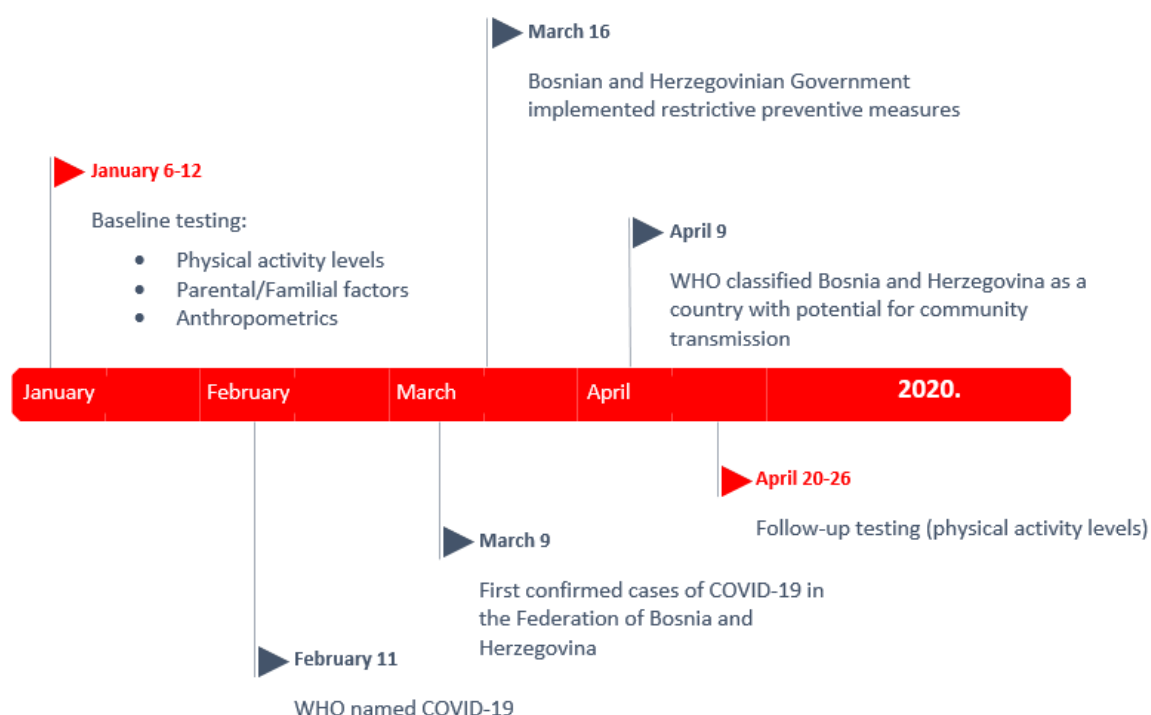 March 16
Bosnian and Herzegovinian Government
implemented restrictive preventive measures
January 6-12
Baseline testing:
• Physical activity levels
• Parental/Familial factors
• Anthropometrics
April 9
WHO classified Bosnia and Herzegovina as a
country with potential for community
transmission
January February March April 2020.
April 20-26
Follow-up testing (physical activity levels)
March 9
First confirmed cases of COVID-19 in
the Federation of Bosnia and
Herzegovina
February 11
WHO named COVID-19